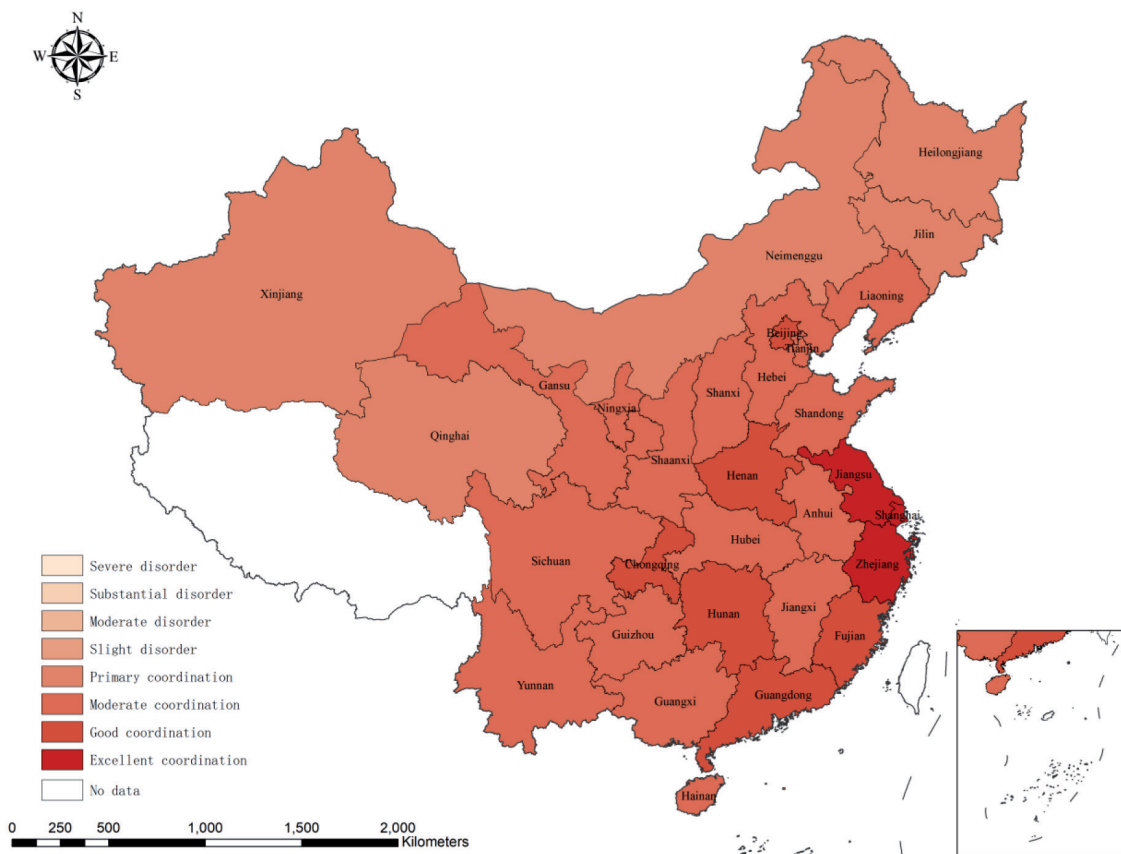 N
W E
S
Heilongjiang
Jilin
Neimenggu
Xinjiang
Liaoning
Beijing
Tianjin
Hebei
Gansu
Shanxi
Ningxia
Shandong
Qinghai
Shaanxi
Henan
Jiangsu
Anhui
Shanghai
Hubei
Sichuan
Chongqing
Zhejiang
Hunan
Jiangxi
Guizhou
Fujian
Yunnan
Guangxi
Guangdong
Hainan
Severe disorder
Substantial disorder
Moderate disorder
Slight disorder
Primary coordination
Moderate coordination
Good coordination
Excellent coordination
No data
0 250 500 1,000 1,500 2,000
Kilometers